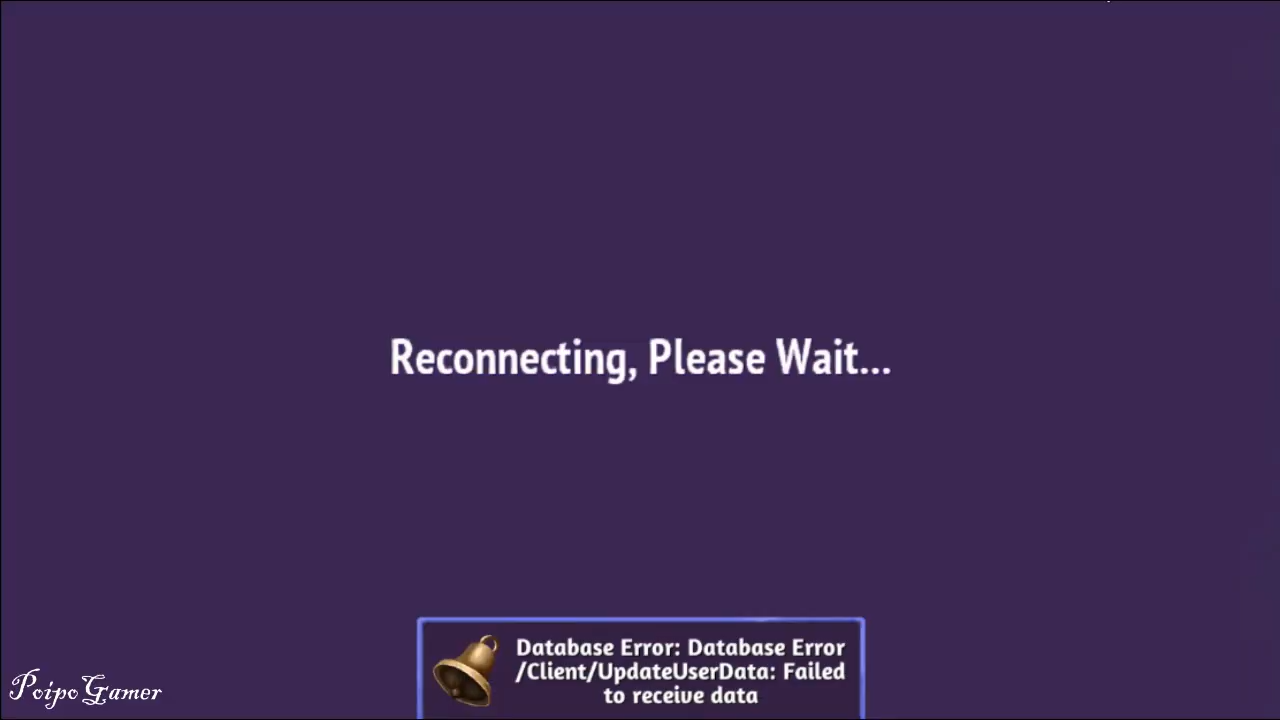 Reconnecting, Please Wait...
Database Error: Database Error
/Client/UpdateUserData: Failed
to receive data
PoipoGamer